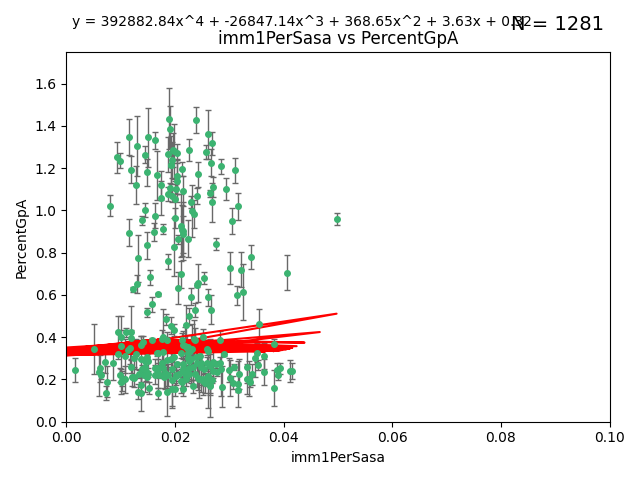 y = 392882.84x^4 + -26847.14x^3 + 368.65x^2 + 3.63x + 0.32
N = 1281
imm1PerSasa vs PercentGpA
PercentGpA
1.6
1.4
1.2
1.0
0.8
0.6
0.4
0.2
0.0
0.00 0.02 0.04 0.06 0.08 0.10
imm1PerSasa